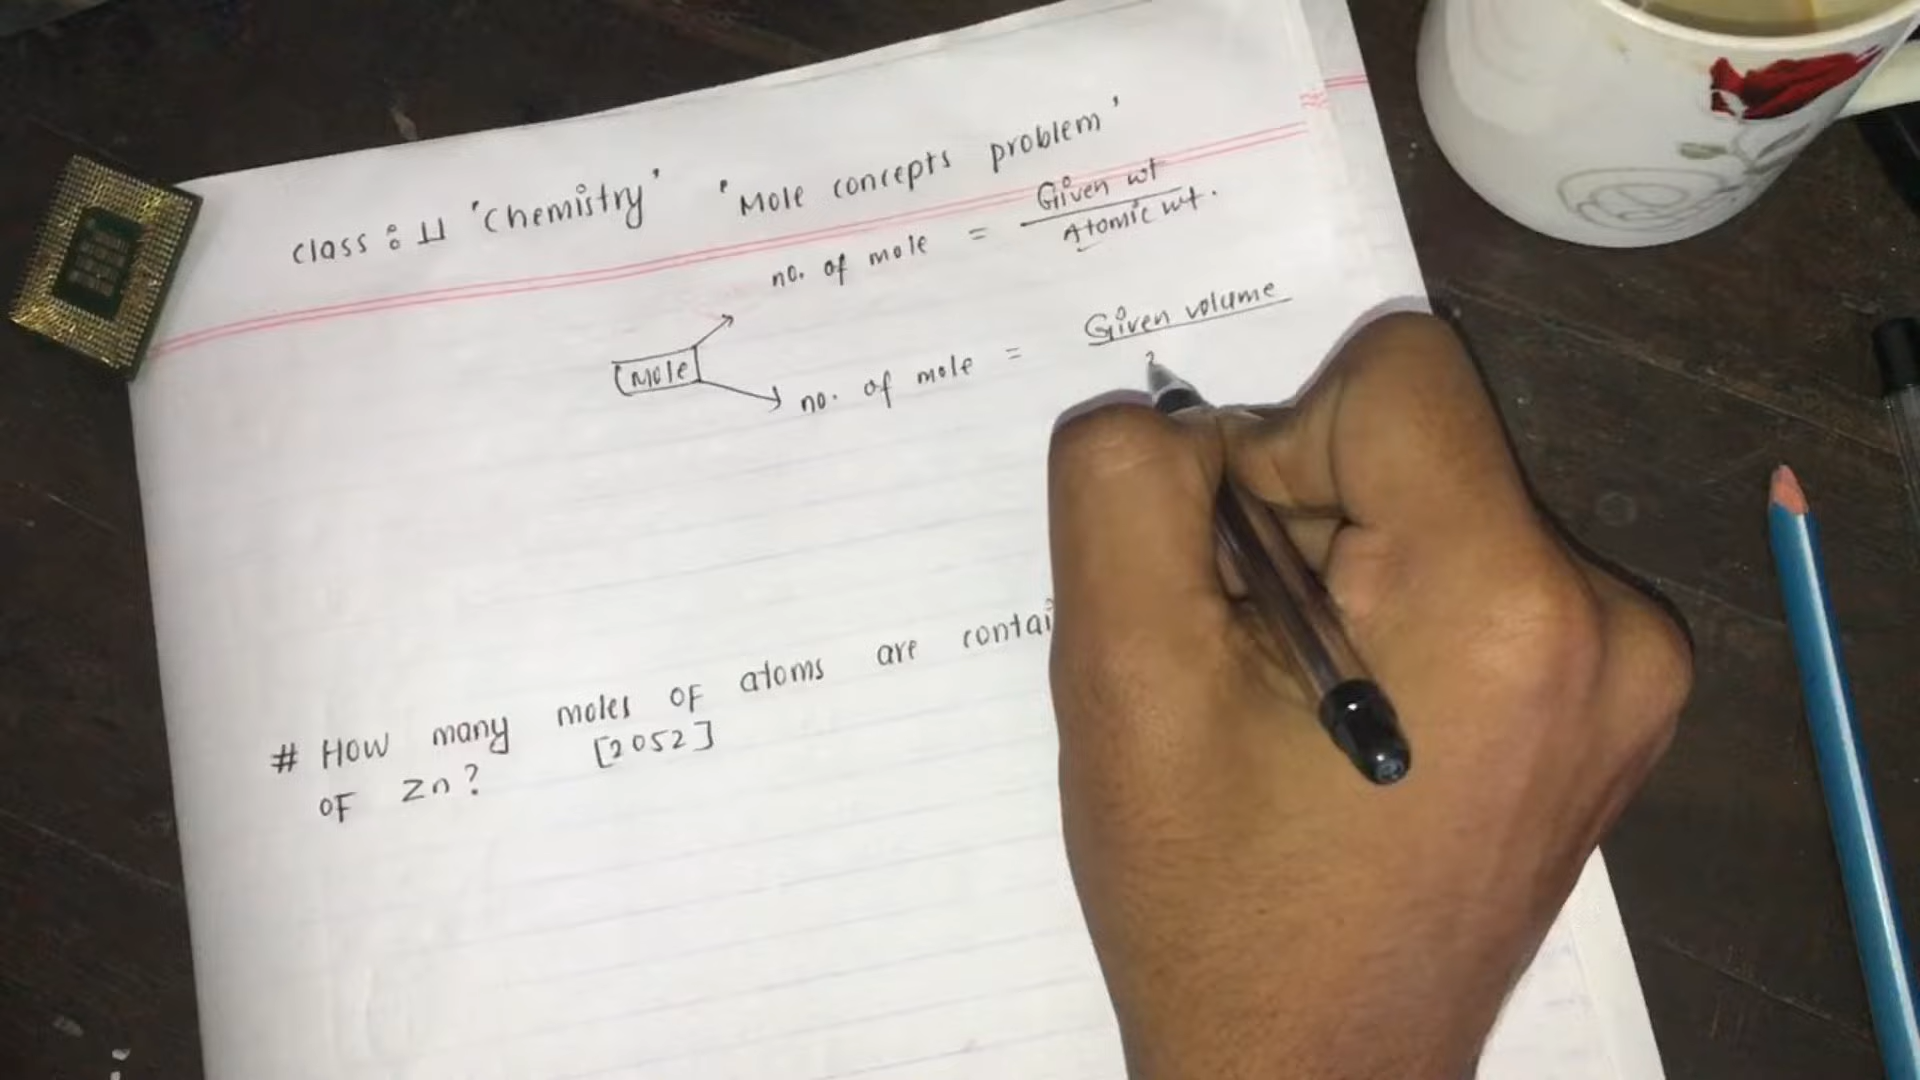 class : 11 'Chemistry' 'Mole concepts problem'
no. of mole = Given wt
Atomic wt.
Mole
no. of mole = Given volume
2
# How many moles of atoms are contai
of Zn? [2052]